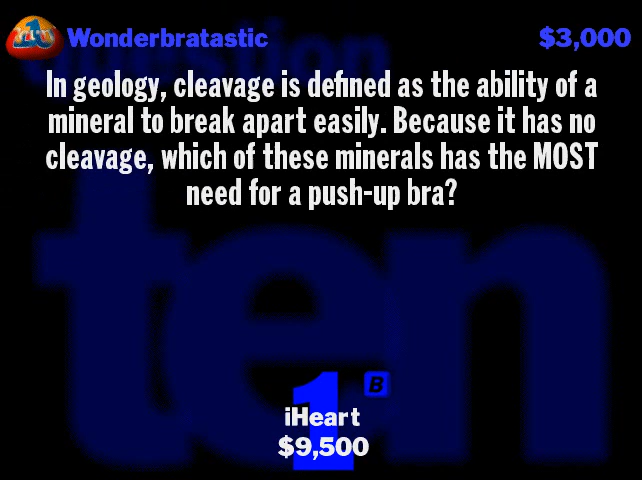 Wonderbratastic
$3,000
question
In geology, cleavage is defined as the ability of a
mineral to break apart easily. Because it has no
cleavage, which of these minerals has the MOST
need for a push-up bra?
ten
1
B
iHeart
$9,500